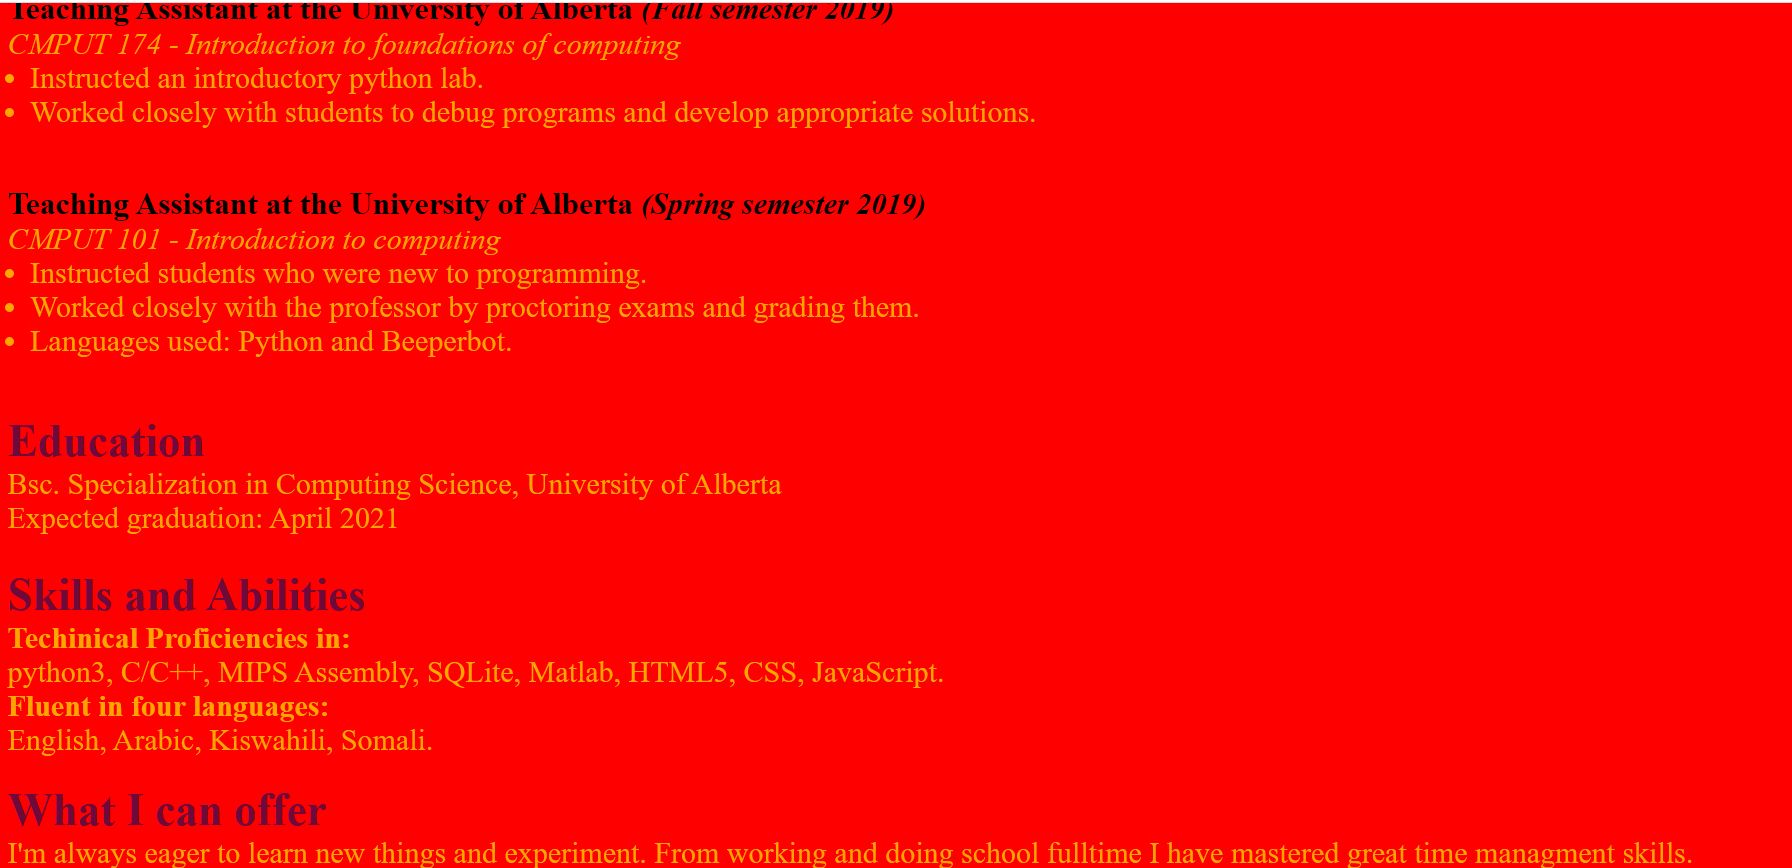 Teaching Assistant at the University of Alberta (Fall semester 2019)
CMPUT 174 - Introduction to foundations of computing
• Instructed an introductory python lab.
• Worked closely with students to debug programs and develop appropriate solutions.
Teaching Assistant at the University of Alberta (Spring semester 2019)
CMPUT 101 - Introduction to computing
• Instructed students who were new to programming.
• Worked closely with the professor by proctoring exams and grading them.
• Languages used: Python and Beeperbot.
Education
Bsc. Specialization in Computing Science, University of Alberta
Expected graduation: April 2021
Skills and Abilities
Techinical Proficiencies in:
python3, C/C++, MIPS Assembly, SQLite, Matlab, HTML5, CSS, JavaScript.
Fluent in four languages:
English, Arabic, Kiswahili, Somali.
What I can offer
I'm always eager to learn new things and experiment. From working and doing school fulltime I have mastered great time managment skills.